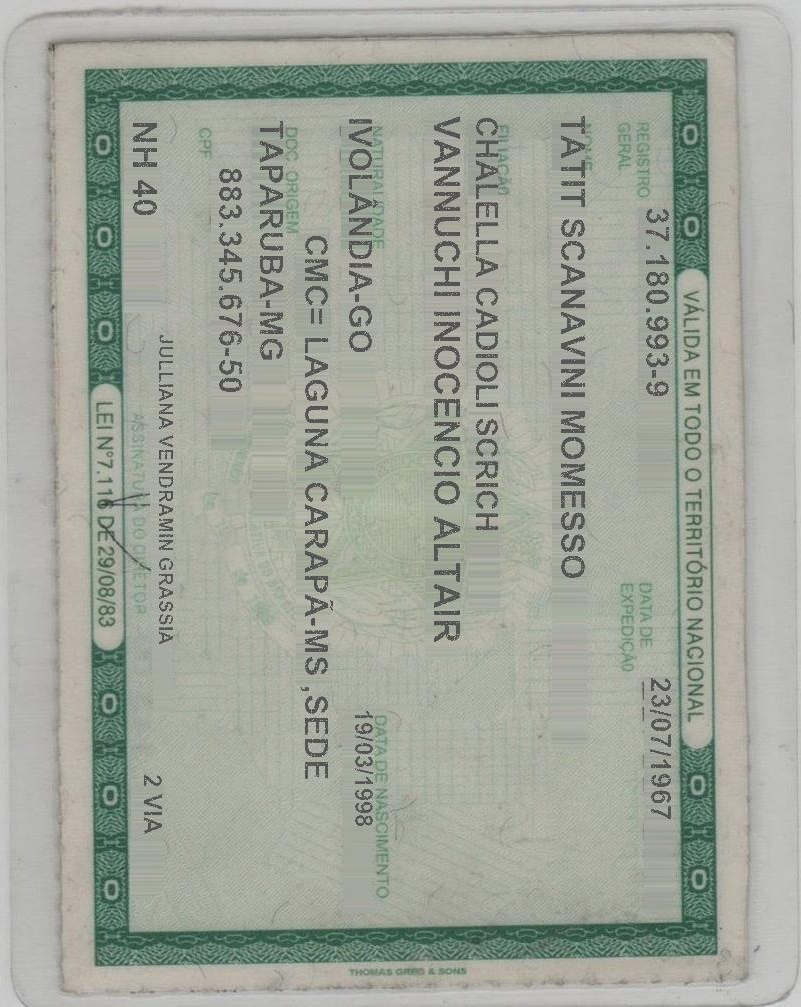 VÁLIDA EM TODO O TERRITÓRIO NACIONAL
REGISTRO GERAL 37.180.993-9 DATA DE EXPEDIÇÃO 23/07/1967
NOME
TATIT SCANAVINI MOMESSO
FILIAÇÃO
CHALELLA CADIOLI SCRICH
VANNUCHI INOCENCIO ALTAIR
NATURALIDADE DATA DE NASCIMENTO
IVOLÂNDIA-GO 19/03/1998
DOC. ORIGEM CMC= LAGUNA CARAPÃ-MS ,SEDE
TAPARUBA-MG
CPF 883.345.676-50
JULLIANA VENDRAMIN GRASSIA
NH 40 2 VIA
ASSINATURA DO DIRETOR
LEI Nº7.116 DE 29/08/83
THOMAS GREG & SONS